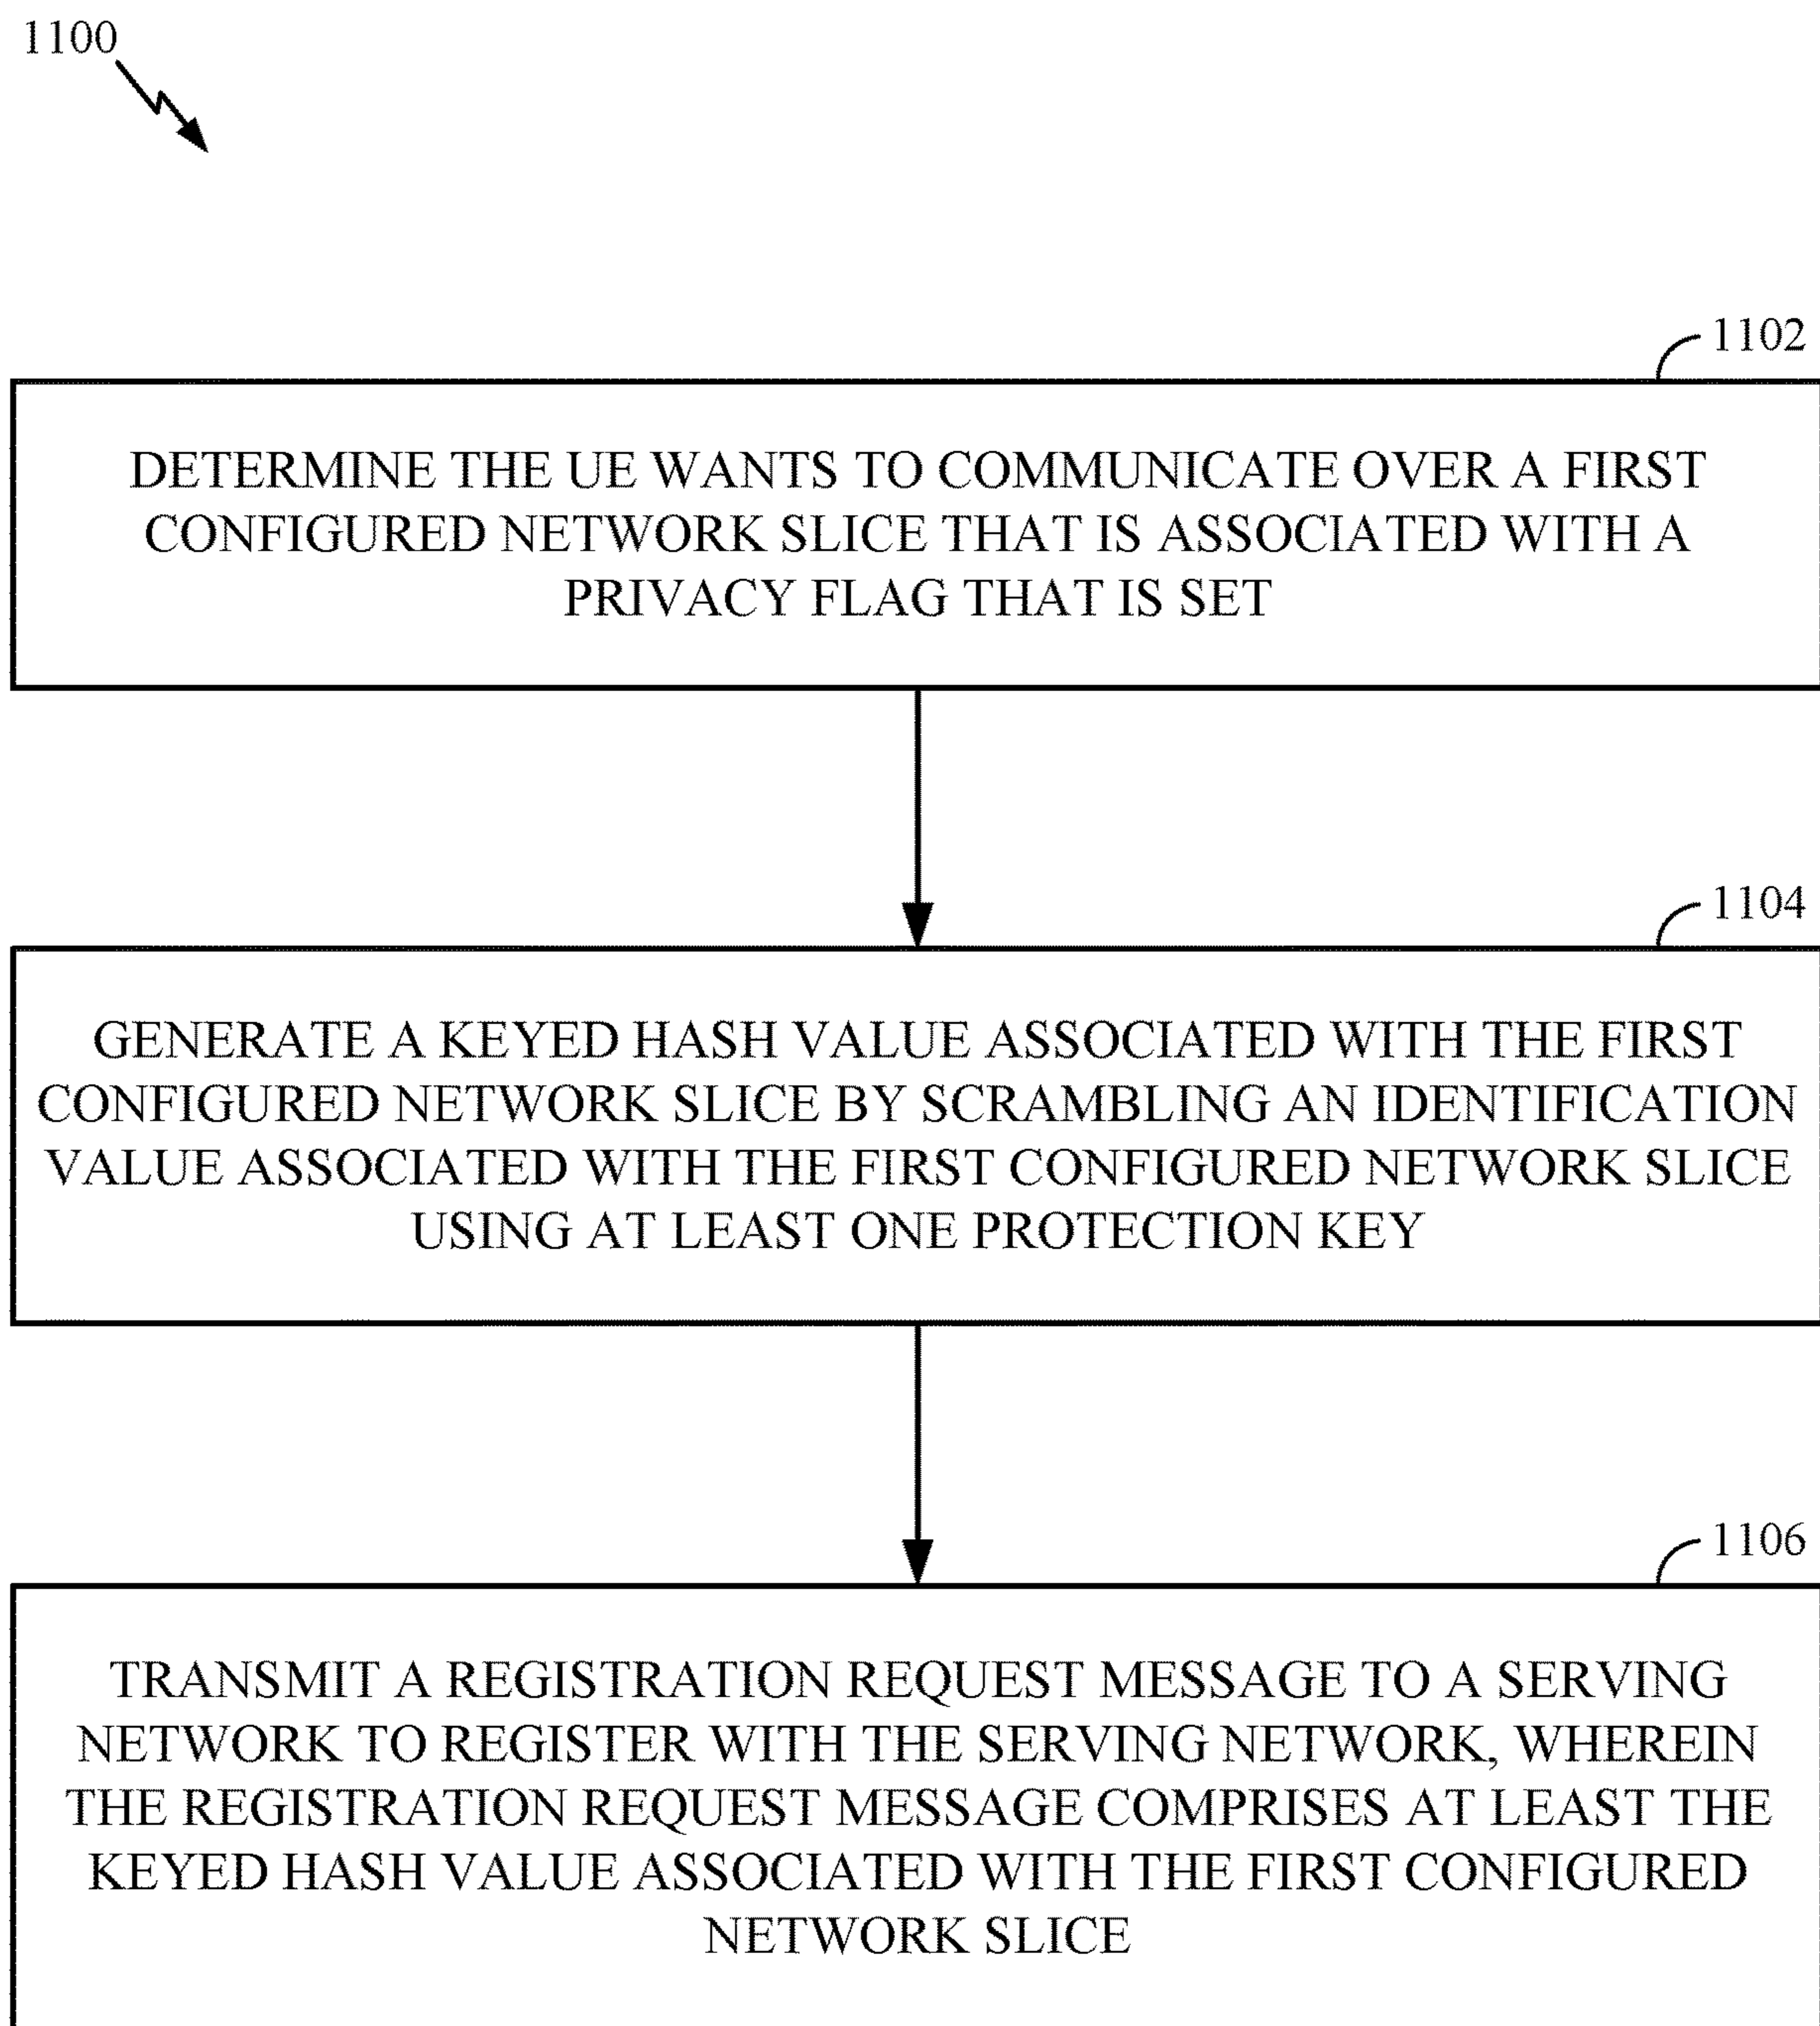 1100
1102
DETERMINE THE UE WANTS TO COMMUNICATE OVER A FIRST
CONFIGURED NETWORK SLICE THAT IS ASSOCIATED WITH A
PRIVACY FLAG THAT IS SET
1104
GENERATE A KEYED HASH VALUE ASSOCIATED WITH THE FIRST
CONFIGURED NETWORK SLICE BY SCRAMBLING AN IDENTIFICATION
VALUE ASSOCIATED WITH THE FIRST CONFIGURED NETWORK SLICE
USING AT LEAST ONE PROTECTION KEY
1106
TRANSMIT A REGISTRATION REQUEST MESSAGE TO A SERVING
NETWORK TO REGISTER WITH THE SERVING NETWORK, WHEREIN
THE REGISTRATION REQUEST MESSAGE COMPRISES AT LEAST THE
KEYED HASH VALUE ASSOCIATED WITH THE FIRST CONFIGURED
NETWORK SLICE